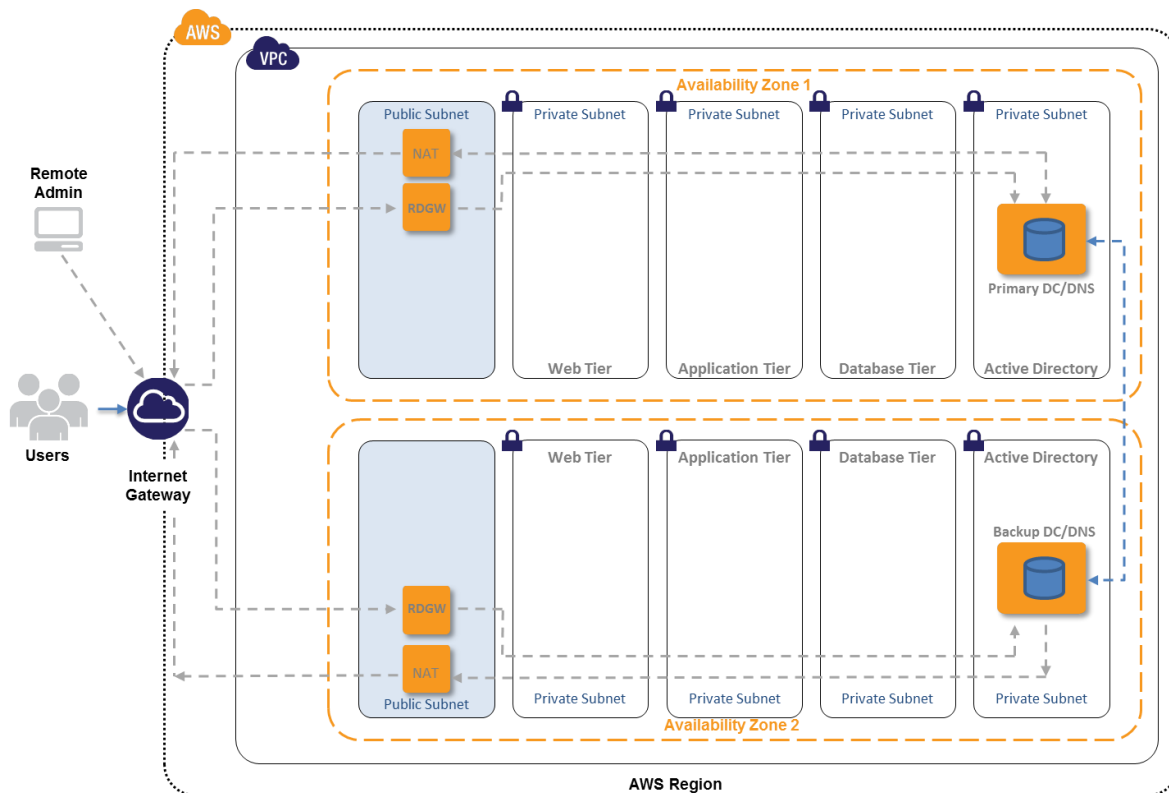 AWS
VPC
Availability Zone 1
Public Subnet
Private Subnet
Private Subnet
Private Subnet
Private Subnet
NAT
RDGW
Remote
Admin
Primary DC/DNS
Web Tier
Application Tier
Database Tier
Active Directory
Users
Internet
Gateway
Web Tier
Application Tier
Database Tier
Active Directory
Backup DC/DNS
RDGW
NAT
Public Subnet
Private Subnet
Private Subnet
Private Subnet
Private Subnet
Availability Zone 2
AWS Region